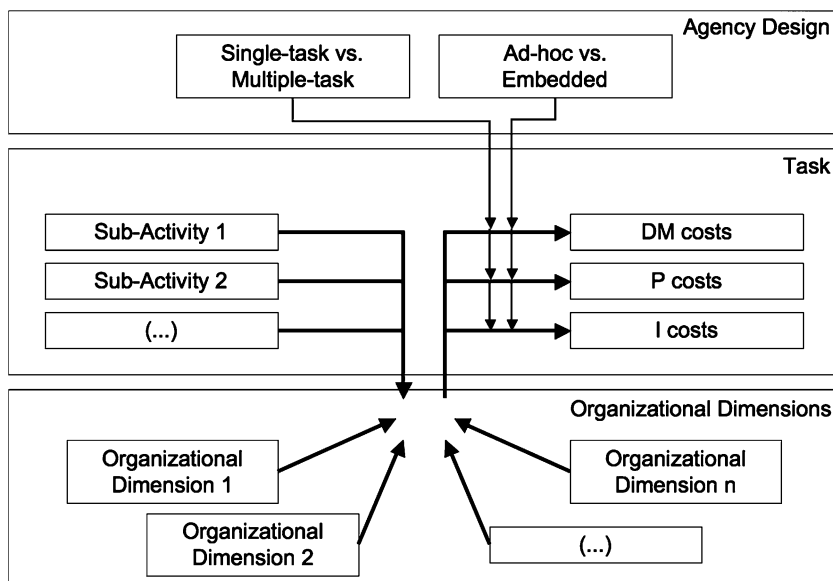 Agency Design
Single-task vs.
Multiple-task
Ad-hoc vs.
Embedded
Task
Sub-Activity 1
DM costs
Sub-Activity 2
P costs
(...)
I costs
Organizational Dimensions
Organizational
Dimension 1
Organizational
Dimension n
Organizational
Dimension 2
(...)